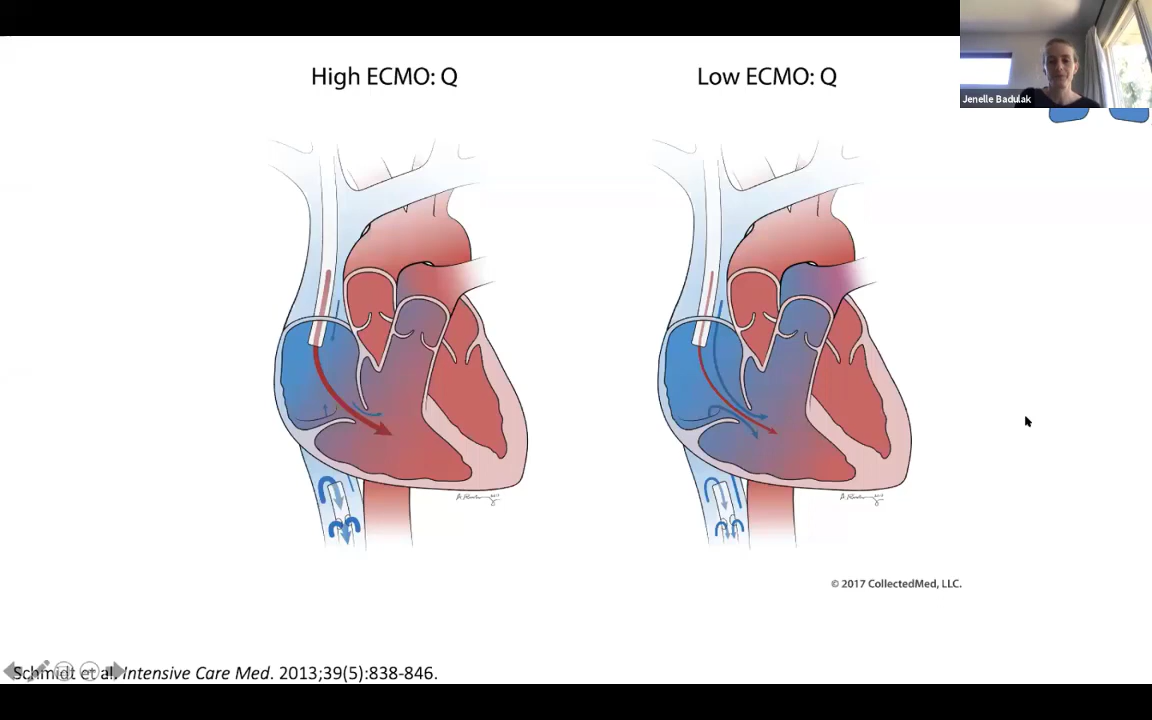 High ECMO: Q
Low ECMO: Q
Jenelle Badulak
© 2017 CollectedMed, LLC.
Schmidt et al. Intensive Care Med. 2013;39(5):838-846.